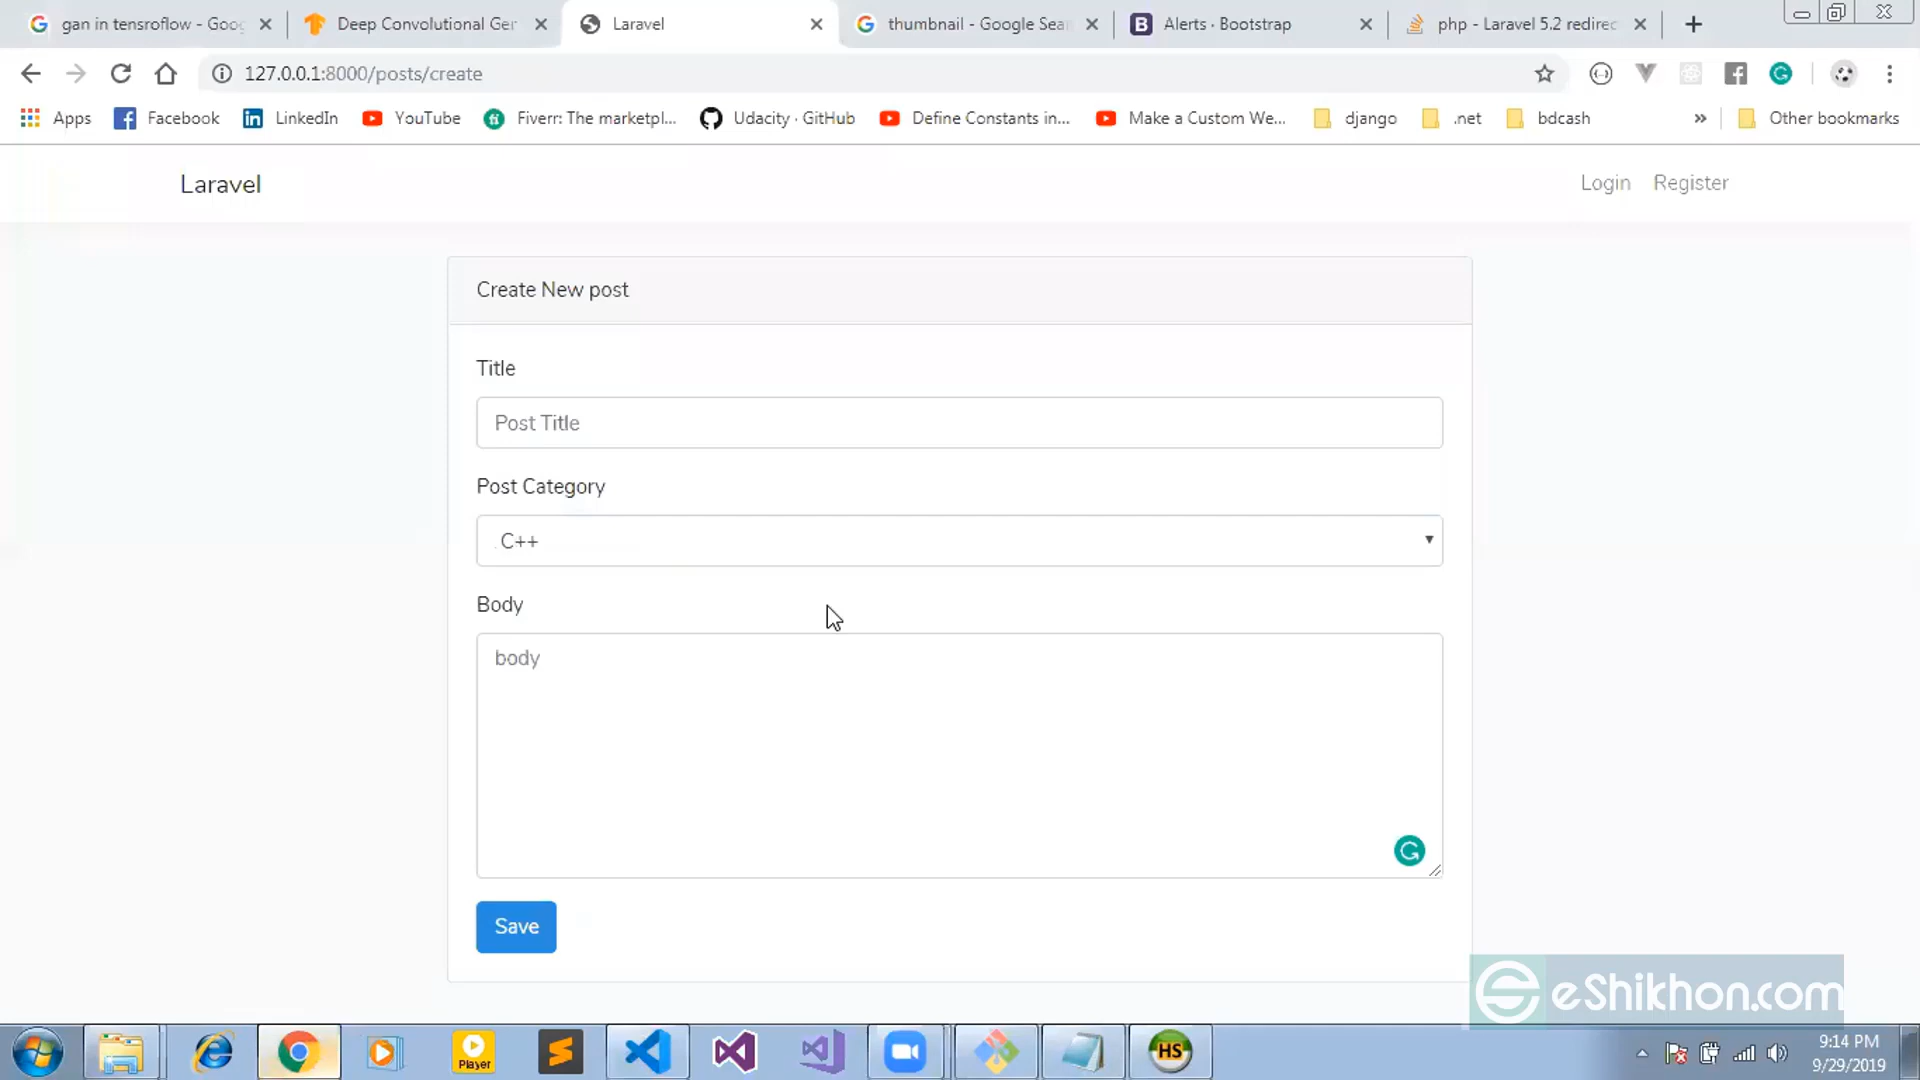 gan in tensroflow - Goog
Deep Convolutional Ger
Laravel
thumbnail - Google Sea
Alerts · Bootstrap
php - Laravel 5.2 redirec
127.0.0.1:8000/posts/create
Apps
Facebook
LinkedIn
YouTube
Fiverr: The marketpl...
Udacity · GitHub
Define Constants in...
Make a Custom We...
django
.net
bdcash
»
Other bookmarks
Laravel
Login
Register
Create New post
Title
Post Title
Post Category
C++
Body
body
Save
eShikhon.com
Player
HS
9:14 PM
9/29/2019